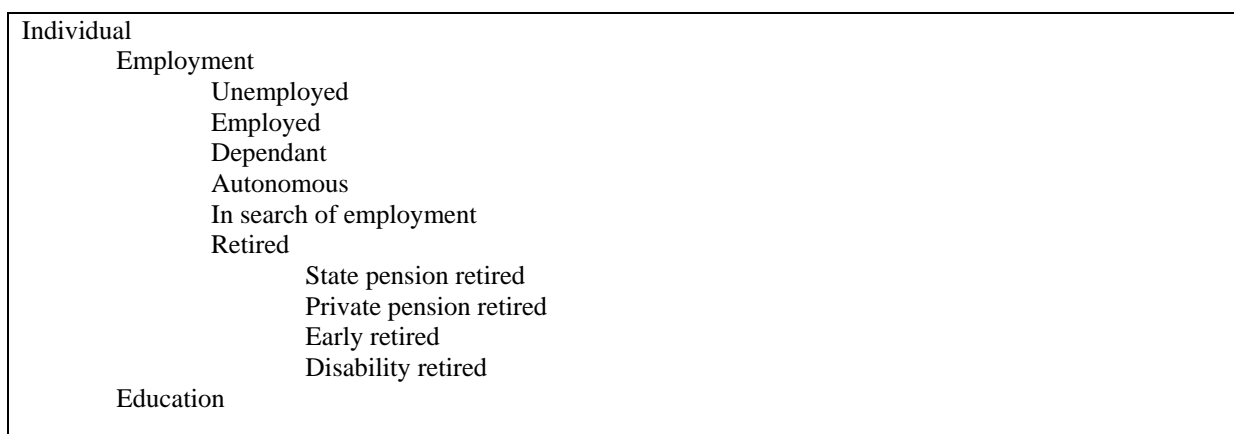 Individual
Employment
Unemployed
Employed
Dependant
Autonomous
In search of employment
Retired
State pension retired
Private pension retired
Early retired
Disability retired
Education